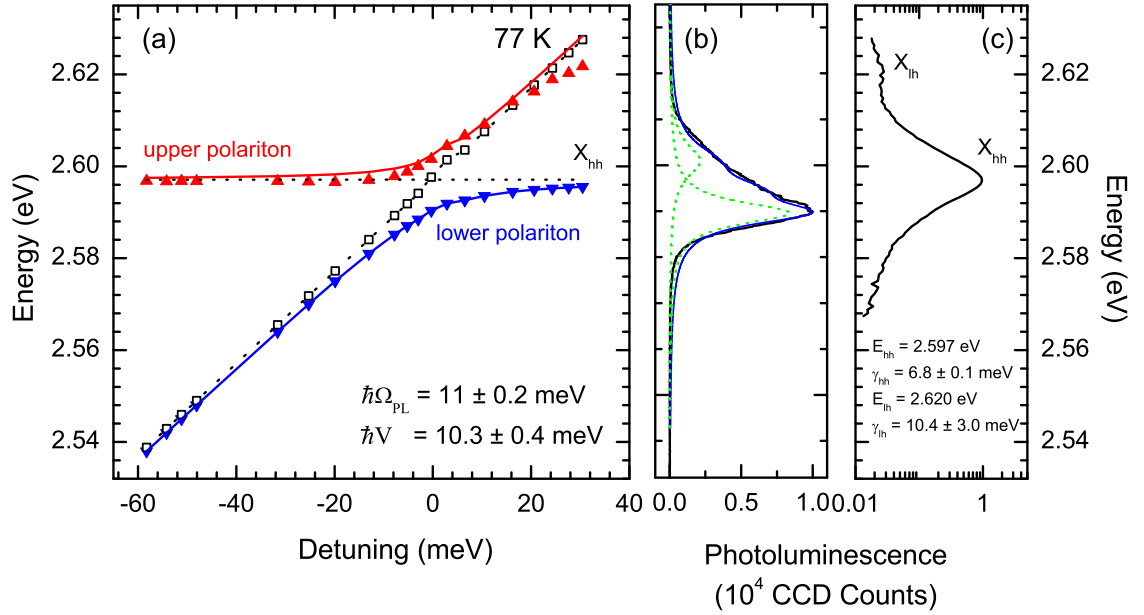 (a)
77 K
upper polariton
X_hh
lower polariton
ℏΩ_PL = 11 ± 0.2 meV
ℏV = 10.3 ± 0.4 meV
Energy (eV)
2.62
2.60
2.58
2.56
2.54
-60 -40 -20 0 20 40
Detuning (meV)
(b)
0.0 0.5 1.00
Photoluminescence
(10^4 CCD Counts)
(c)
X_lh
X_hh
E_hh = 2.597 eV
γ_hh = 6.8 ± 0.1 meV
E_lh = 2.620 eV
γ_lh = 10.4 ± 3.0 meV
0.01 1
2.62
2.60
2.58
2.56
2.54
Energy (eV)